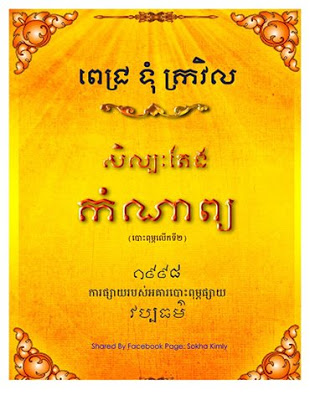 ពេជ្រ ទុំ ក្រវិល
សិល្បៈតែង
កំណាព្យ
(បោះពុម្ពលើកទី២)
១៩៩៨
ការផ្សាយរបស់អគារបោះពុម្ពផ្សាយ
វប្បធម៌
Shared By Facebook Page: Sokha Kimly